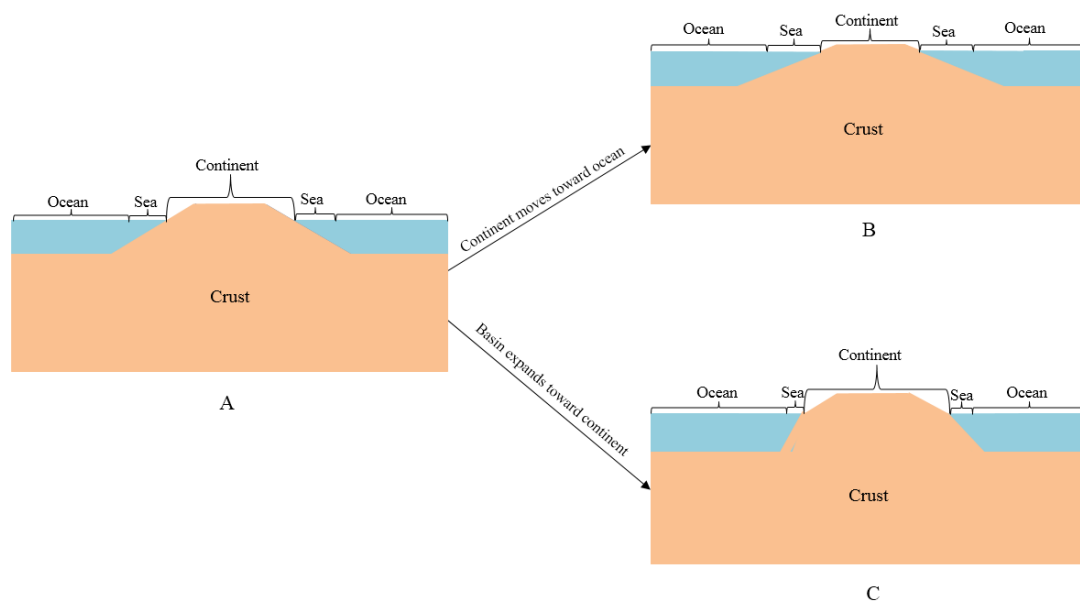 Continent
Ocean
Sea
Sea
Ocean
Crust
A
Continent moves toward ocean
Basin expands toward continent
Continent
Ocean
Sea
Sea
Ocean
Crust
B
Continent
Ocean
Sea
Sea
Ocean
Crust
C